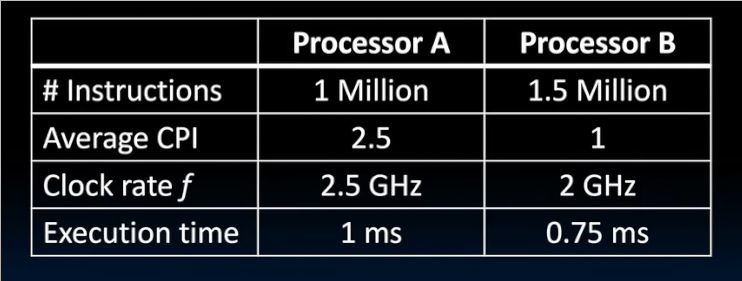 Processor A Processor B
# Instructions 1 Million 1.5 Million
Average CPI 2.5 1
Clock rate f 2.5 GHz 2 GHz
Execution time 1 ms 0.75 ms